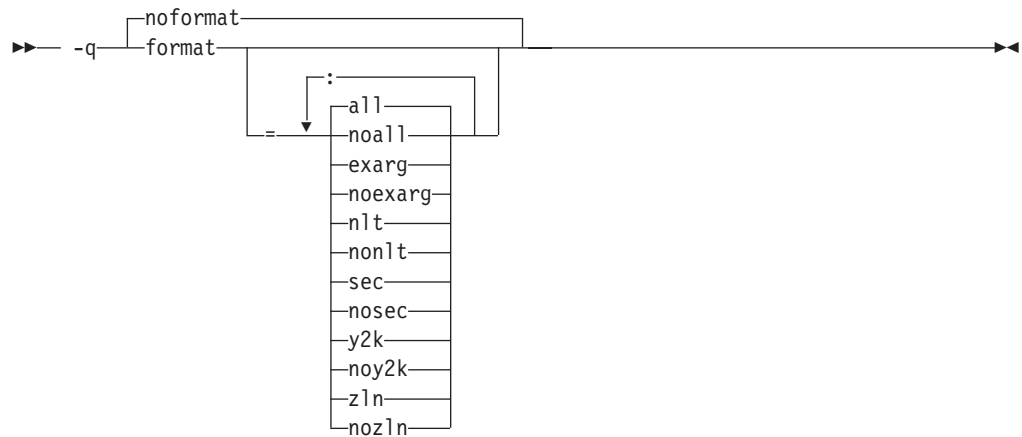 noformat
-q format
:
all
= noall
exarg
noexarg
nlt
nonlt
sec
nosec
y2k
noy2k
zln
nozln